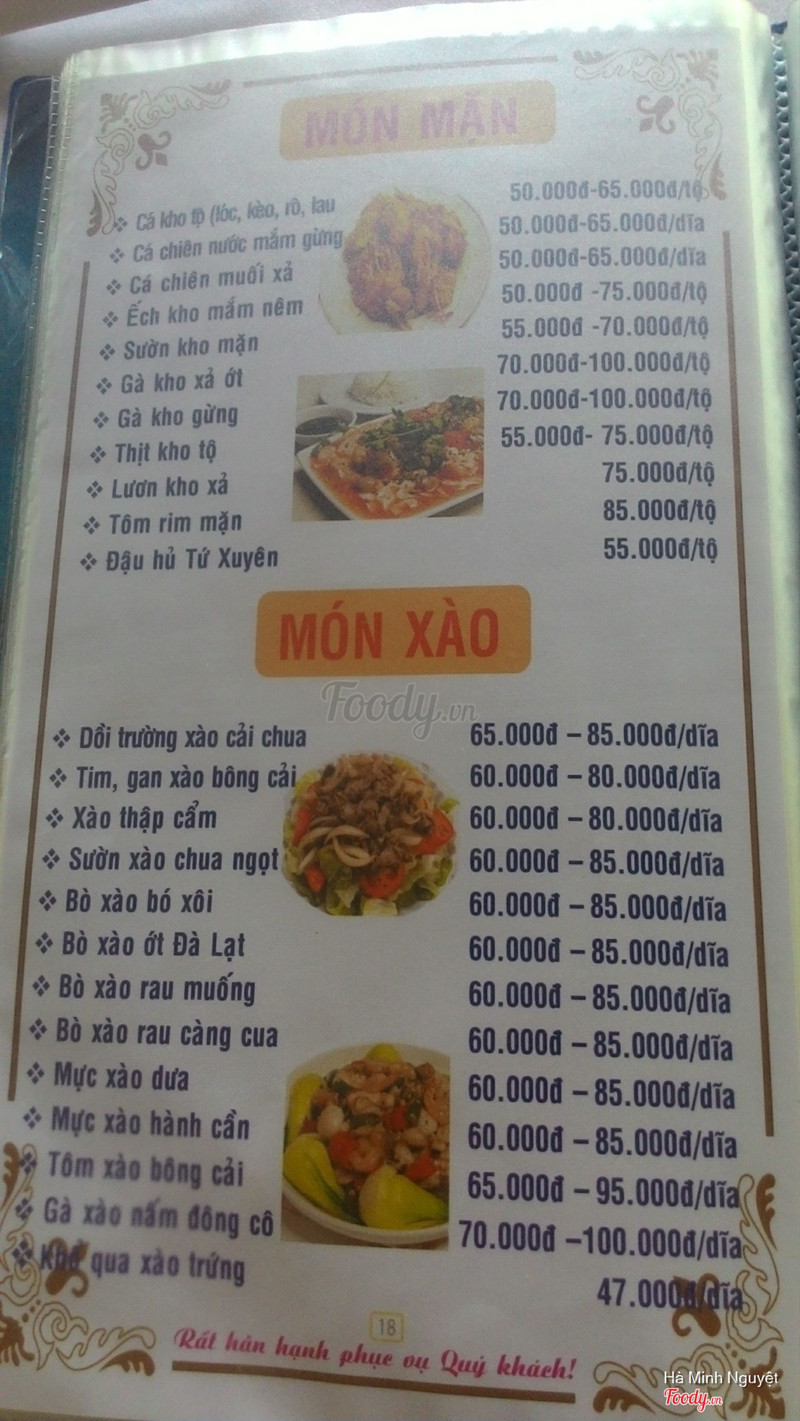 MÓN MẶN
❖ Cá kho tộ (lóc, kèo, rô, lau 50.000đ-65.000đ/tộ
❖ Cá chiên nước mắm gừng 50.000đ-65.000đ/dĩa
❖ Cá chiên muối xả 50.000đ-65.000đ/dĩa
❖ Ếch kho mắm nêm 50.000đ -75.000đ/tộ
❖ Sườn kho mặn 55.000đ -70.000đ/tộ
❖ Gà kho xả ớt 70.000đ-100.000đ/tộ
❖ Gà kho gừng 70.000đ-100.000đ/tộ
❖ Thịt kho tộ 55.000đ- 75.000đ/tộ
❖ Lươn kho xả 75.000đ/tộ
❖ Tôm rim mặn 85.000đ/tộ
❖ Đậu hủ Tứ Xuyên 55.000đ/tộ
MÓN XÀO
Foody.vn
❖ Dồi trường xào cải chua 65.000đ – 85.000đ/dĩa
❖ Tim, gan xào bông cải 60.000đ – 80.000đ/dĩa
❖ Xào thập cẩm 60.000đ – 80.000đ/dĩa
❖ Sườn xào chua ngọt 60.000đ – 85.000đ/dĩa
❖ Bò xào bó xôi 60.000đ – 85.000đ/dĩa
❖ Bò xào ớt Đà Lạt 60.000đ – 85.000đ/dĩa
❖ Bò xào rau muống 60.000đ – 85.000đ/dĩa
❖ Bò xào rau càng cua 60.000đ – 85.000đ/dĩa
❖ Mực xào dưa 60.000đ – 85.000đ/dĩa
❖ Mực xào hành cần 60.000đ – 85.000đ/dĩa
❖ Tôm xào bông cải 65.000đ – 95.000đ/dĩa
❖ Gà xào nấm đông cô 70.000đ –100.000đ/dĩa
❖ Khổ qua xào trứng 47.000đ/dĩa
18
Rất hân hạnh phục vụ Quý khách!
Hà Minh Nguyệt
Foody.vn